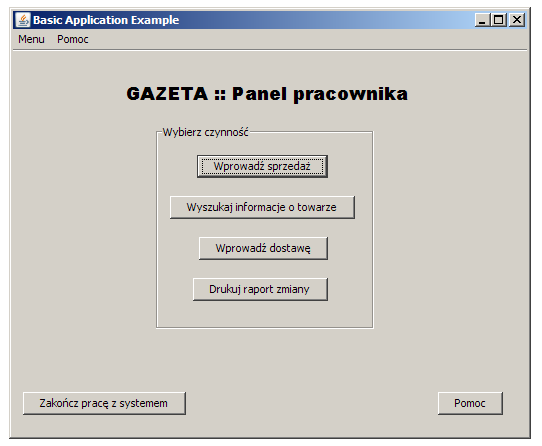 Basic Application Example
Menu Pomoc
GAZETA :: Panel pracownika
Wybierz czynność
Wprowadź sprzedaż
Wyszukaj informacje o towarze
Wprowadź dostawę
Drukuj raport zmiany
Zakończ pracę z systemem Pomoc